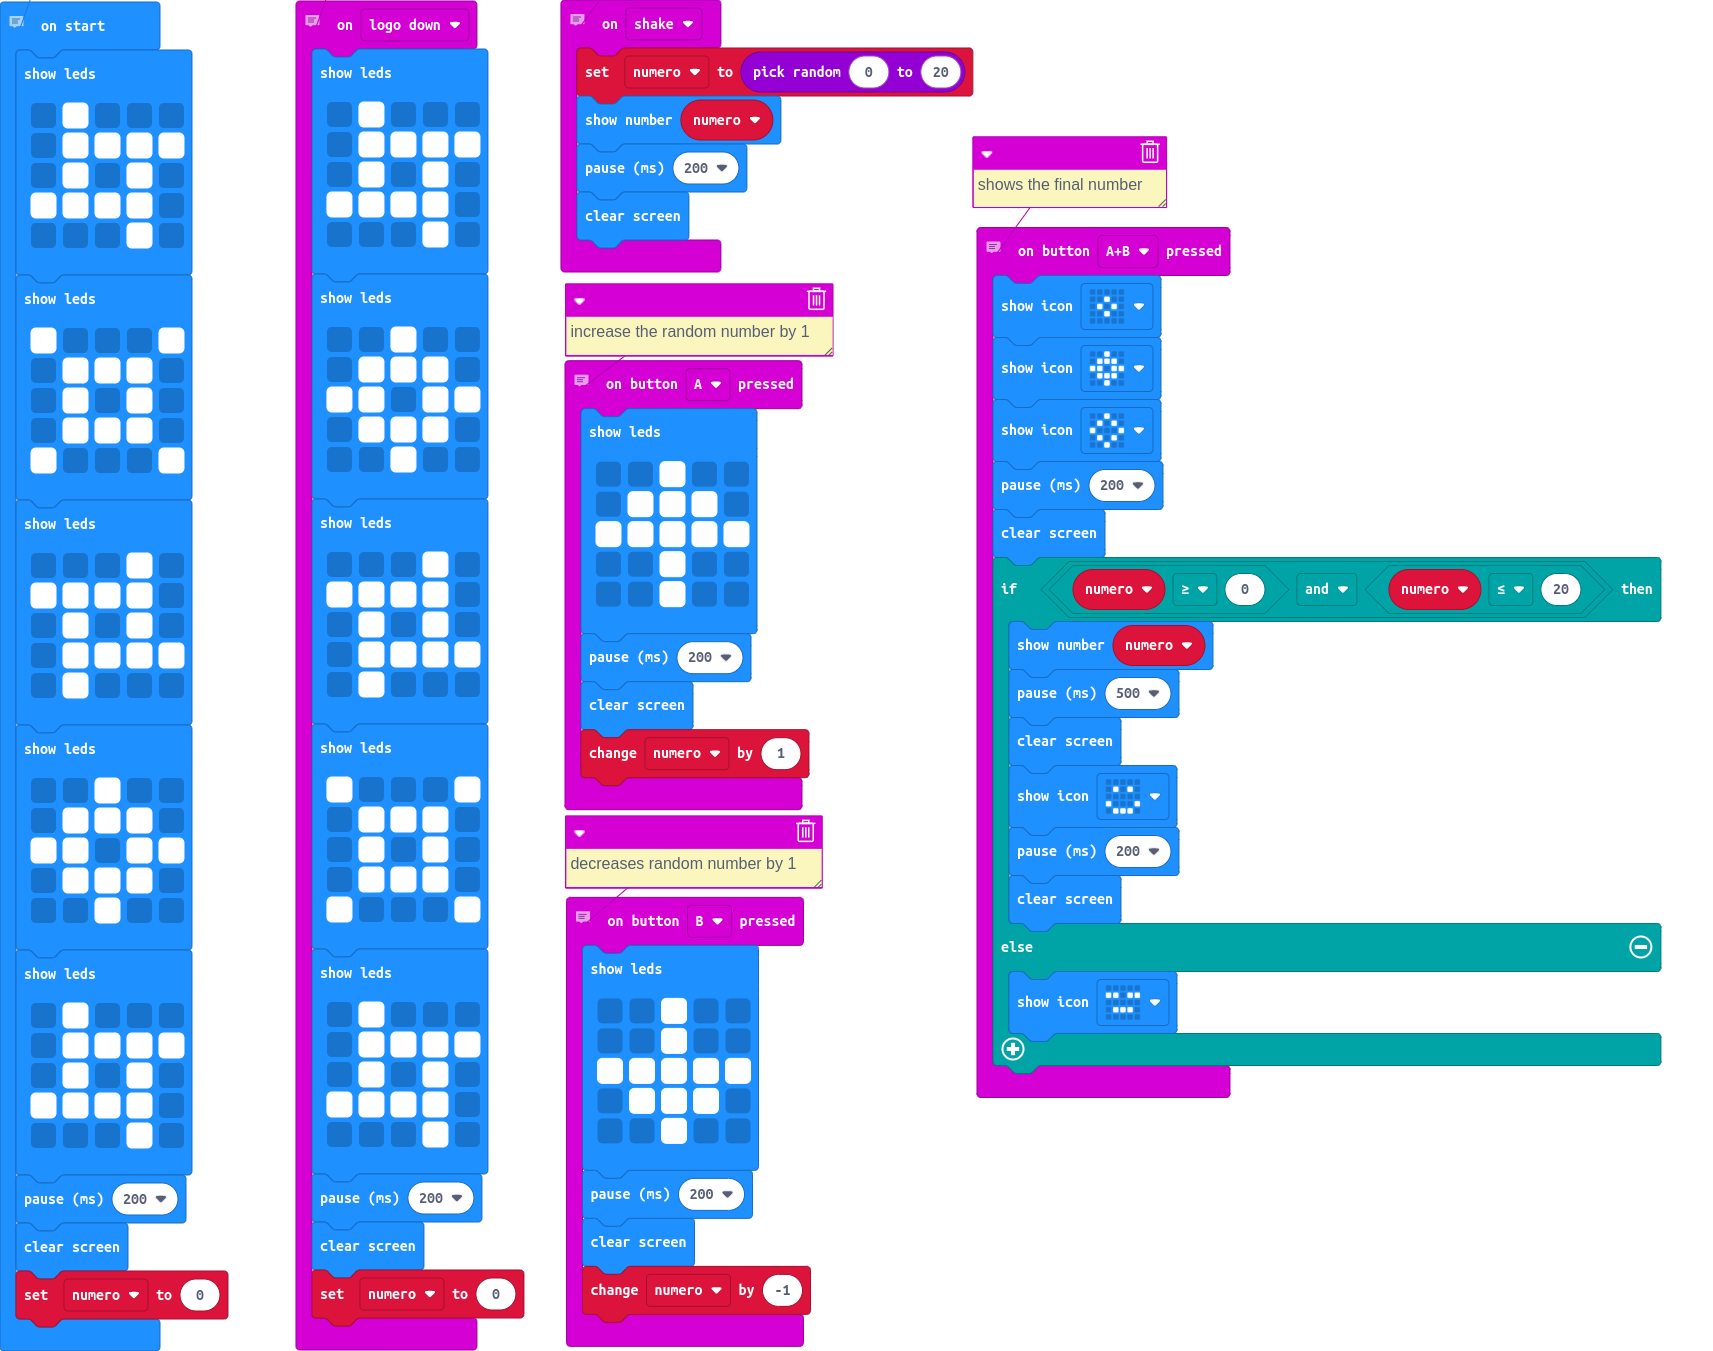 on start
show leds
show leds
show leds
show leds
show leds
pause (ms) 200
clear screen
set numero to 0
on logo down
show leds
show leds
show leds
show leds
show leds
pause (ms) 200
clear screen
set numero to 0
on shake
set numero to pick random 0 to 20
show number numero
pause (ms) 200
clear screen
increase the random number by 1
on button A pressed
show leds
pause (ms) 200
clear screen
change numero by 1
decreases random number by 1
on button B pressed
show leds
pause (ms) 200
clear screen
change numero by -1
shows the final number
on button A+B pressed
show icon
show icon
show icon
pause (ms) 200
clear screen
if numero ≥ 0 and numero ≤ 20 then
show number numero
pause (ms) 500
clear screen
show icon
pause (ms) 200
clear screen
else
show icon